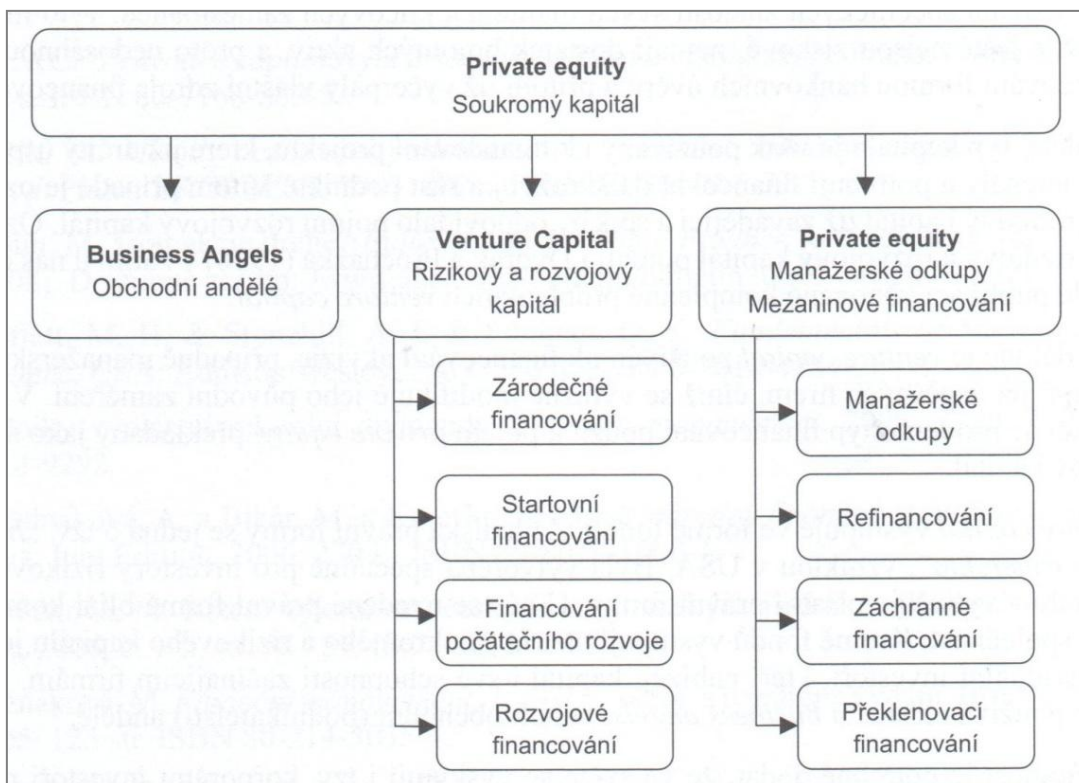 Private equity
Soukromý kapitál
Business Angels
Obchodní andělé
Venture Capital
Rizikový a rozvojový
kapitál
Private equity
Manažerské odkupy
Mezaninové financování
Zárodečné
financování
Startovní
financování
Financování
počátečního rozvoje
Rozvojové
financování
Manažerské
odkupy
Refinancování
Záchranné
financování
Překlenovací
financování